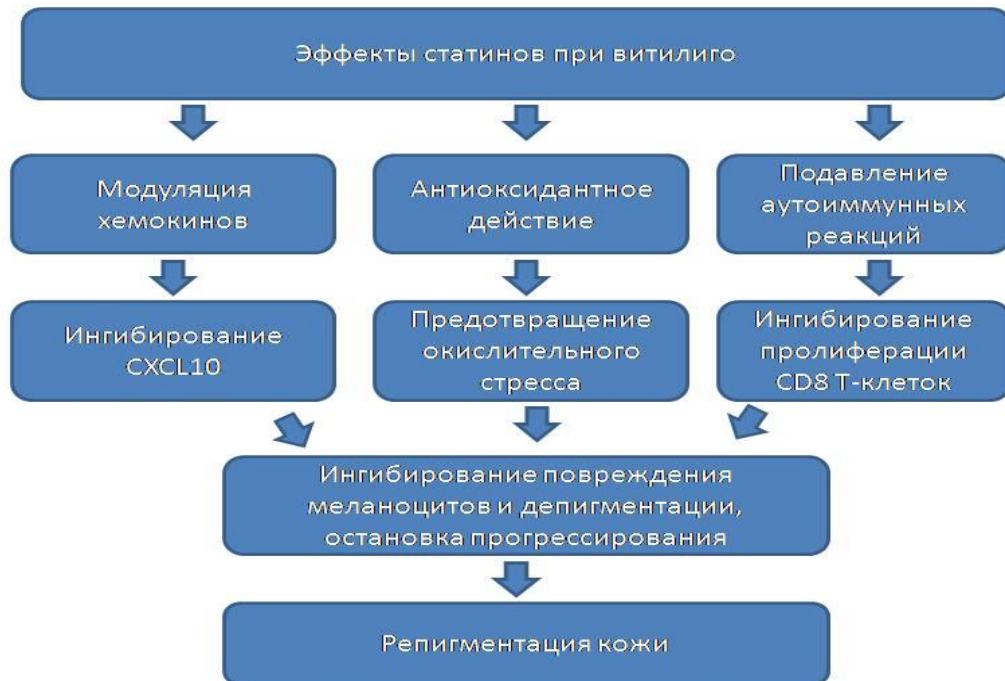 Эффекты статинов при витилиго
Модуляция
хемокинов
Антиоксидантное
действие
Подавление
аутоиммунных
реакций
Ингибирование
CXCL10
Предотвращение
окислительного
стресса
Ингибирование
пролиферации
CD8 Т-клеток
Ингибирование повреждения
меланоцитов и депигментации,
остановка прогрессирования
Репигментация кожи